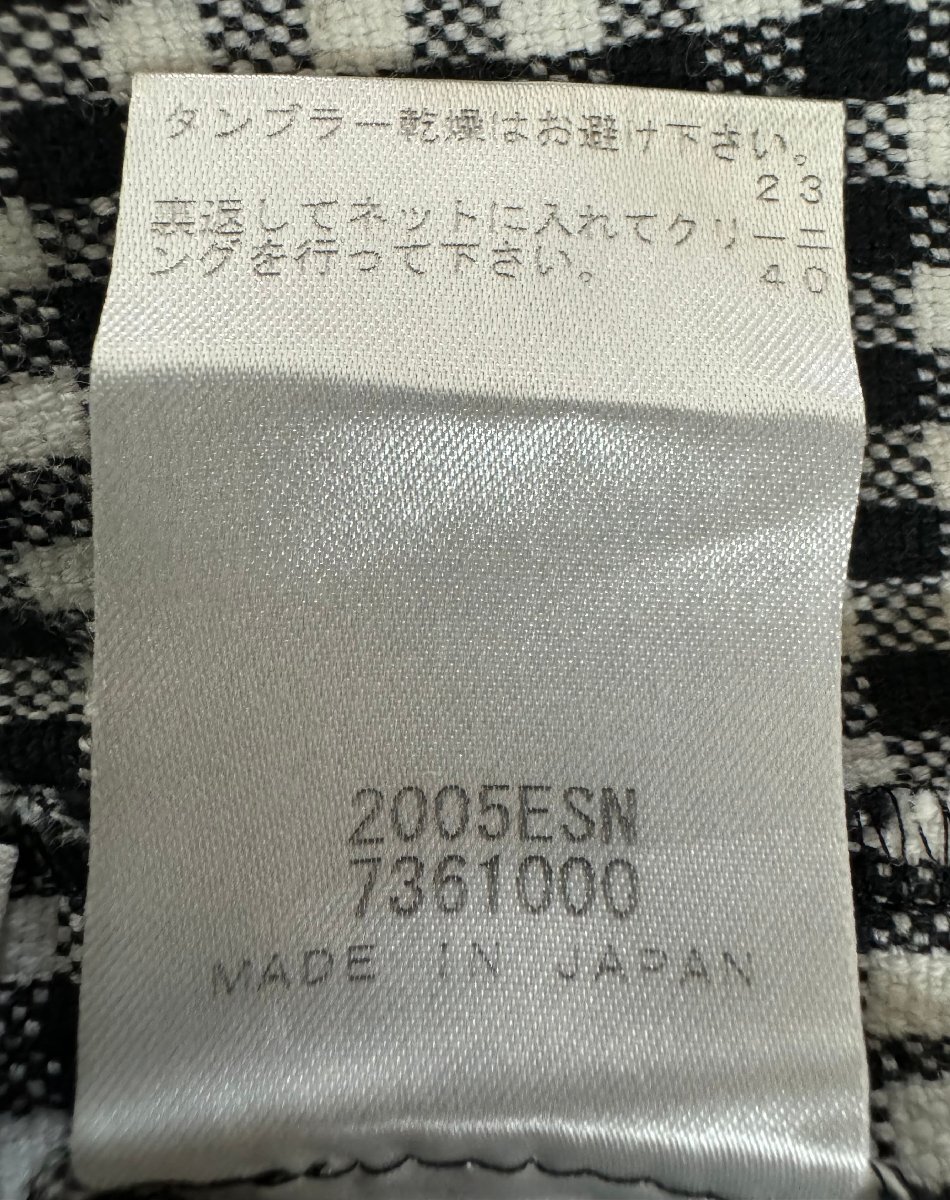 タンブラー乾燥はお避け下さい。
23
裏返してネットに入れてクリーニ
40
ングを行って下さい。
2005ESN
7361000
MADE IN JAPAN